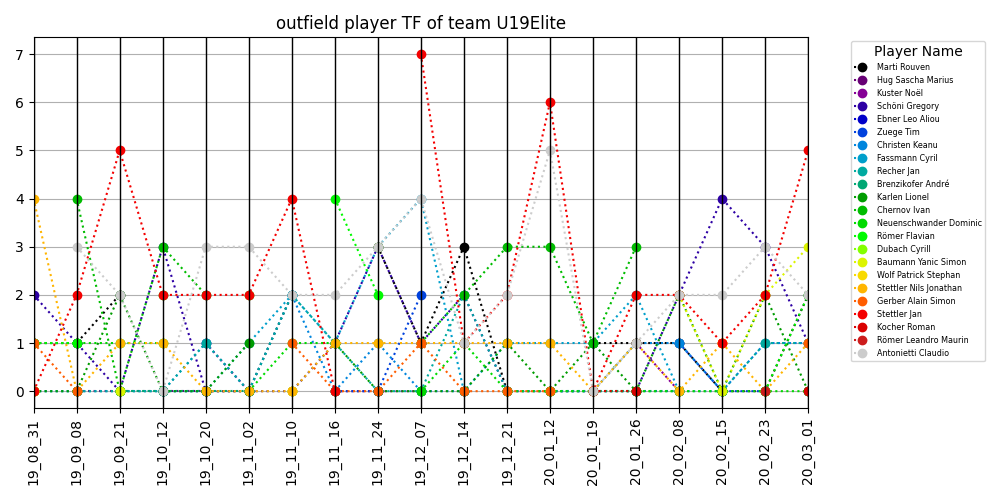 outfield player TF of team U19Elite
7
6
5
4
3
2
1
0
19_08_31
19_09_08
19_09_21
19_10_12
19_10_20
19_11_02
19_11_10
19_11_16
19_11_24
19_12_07
19_12_14
19_12_21
20_01_12
20_01_19
20_01_26
20_02_08
20_02_15
20_02_23
20_03_01
Player Name
Marti Rouven
Hug Sascha Marius
Kuster Noël
Schöni Gregory
Ebner Leo Aliou
Zuege Tim
Christen Keanu
Fassmann Cyril
Recher Jan
Brenzikofer André
Karlen Lionel
Chernov Ivan
Neuenschwander Dominic
Römer Flavian
Dubach Cyrill
Baumann Yanic Simon
Wolf Patrick Stephan
Stettler Nils Jonathan
Gerber Alain Simon
Stettler Jan
Kocher Roman
Römer Leandro Maurin
Antonietti Claudio